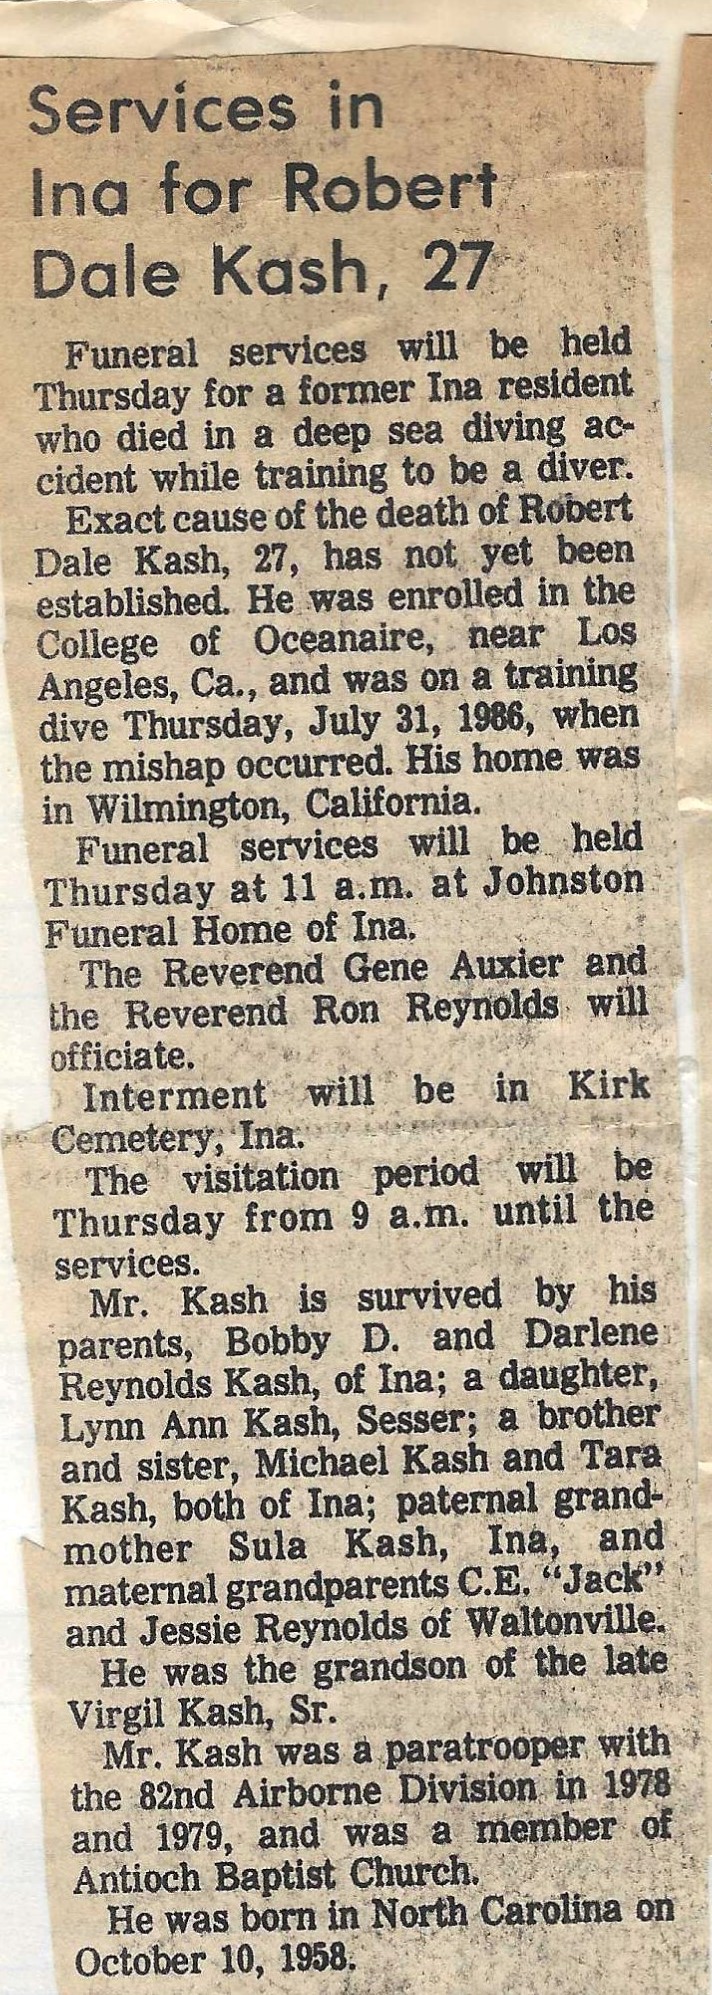 Services in
Ina for Robert
Dale Kash, 27
Funeral services will be held
Thursday for a former Ina resident
who died in a deep sea diving ac-
cident while training to be a diver.
Exact cause of the death of Robert
Dale Kash, 27, has not yet been
established. He was enrolled in the
College of Oceanaire, near Los
Angeles, Ca., and was on a training
dive Thursday, July 31, 1986, when
the mishap occurred. His home was
in Wilmington, California.
Funeral services will be held
Thursday at 11 a.m. at Johnston
Funeral Home of Ina.
The Reverend Gene Auxier and
the Reverend Ron Reynolds will
officiate.
Interment will be in Kirk
Cemetery, Ina.
The visitation period will be
Thursday from 9 a.m. until the
services.
Mr. Kash is survived by his
parents, Bobby D. and Darlene
Reynolds Kash, of Ina; a daughter,
Lynn Ann Kash, Sesser; a brother
and sister, Michael Kash and Tara
Kash, both of Ina; paternal grand-
mother Sula Kash, Ina, and
maternal grandparents C.E. “Jack”
and Jessie Reynolds of Waltonville.
He was the grandson of the late
Virgil Kash, Sr.
Mr. Kash was a paratrooper with
the 82nd Airborne Division in 1978
and 1979, and was a member of
Antioch Baptist Church.
He was born in North Carolina on
October 10, 1958.